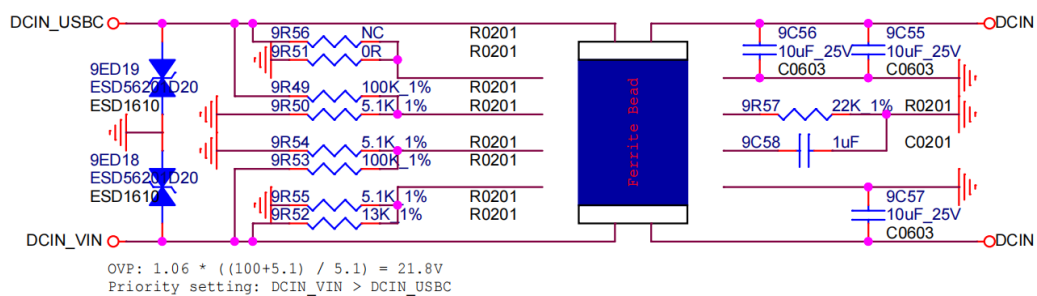 DCIN_USBC
DCIN
9R56 NC R0201
9R51 0R R0201
9C56 9C55
10uF_25V 10uF_25V
C0603 C0603
9ED19
ESD56201D20
ESD1610
9R49 100K_1% R0201
9R50 5.1K_1% R0201
Ferrite Bead
9R57 22K_1% R0201
9R54 5.1K_1% R0201
9R53 100K_1% R0201
9C58 1uF C0201
9ED18
ESD56201D20
ESD1610
9R55 5.1K_1% R0201
9R52 13K_1% R0201
9C57
10uF_25V
C0603
DCIN_VIN
DCIN
OVP: 1.06 * ((100+5.1) / 5.1) = 21.8V
Priority setting: DCIN_VIN > DCIN_USBC